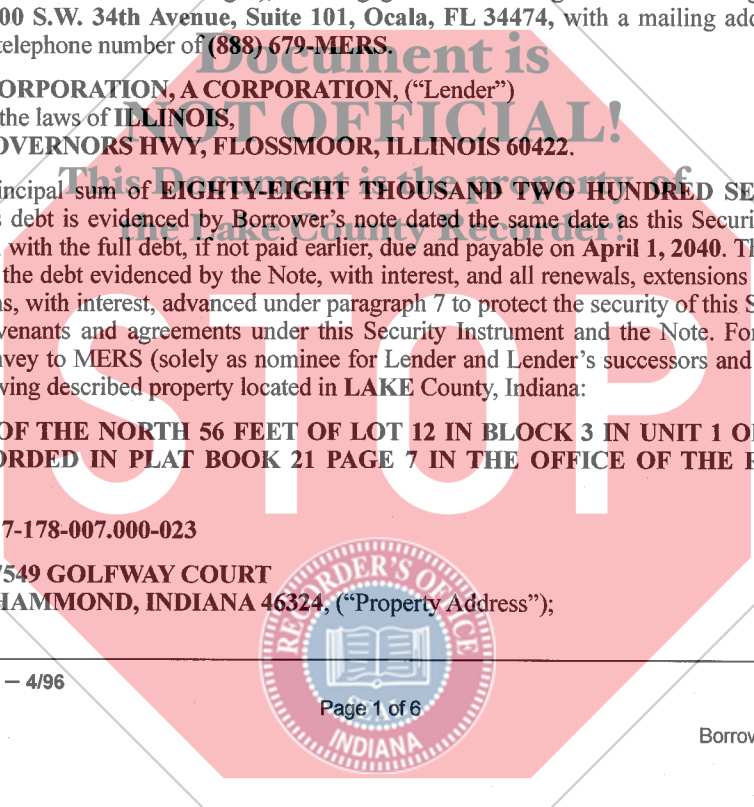 00 S.W. 34th Avenue, Suite 101, Ocala, FL 34474, with a mailing add
telephone number of (888) 679-MERS.
Document is
ORPORATION, A CORPORATION, (“Lender”)
the laws of ILLINOIS,
NOT OFFICIAL!
OVERNORS HWY, FLOSSMOOR, ILLINOIS 60422.
This Document is the property of
incipal sum of EIGHTY-EIGHT THOUSAND TWO HUNDRED SE
s debt is evidenced by Borrower’s note dated the same date as this Securi
the Lake County Recorder!
with the full debt, if not paid earlier, due and payable on April 1, 2040. Th
the debt evidenced by the Note, with interest, and all renewals, extensions
ns, with interest, advanced under paragraph 7 to protect the security of this S
venants and agreements under this Security Instrument and the Note. For
nvey to MERS (solely as nominee for Lender and Lender’s successors and
wing described property located in LAKE County, Indiana:
STOP
OF THE NORTH 56 FEET OF LOT 12 IN BLOCK 3 IN UNIT 1 O
ORDED IN PLAT BOOK 21 PAGE 7 IN THE OFFICE OF THE
7-178-007.000-023
7549 GOLFWAY COURT
HAMMOND, INDIANA 46324, (“Property Address”);
RECORDER'S OFFICE
SEAL
INDIANA
– 4/96
Page 1 of 6
Borrow